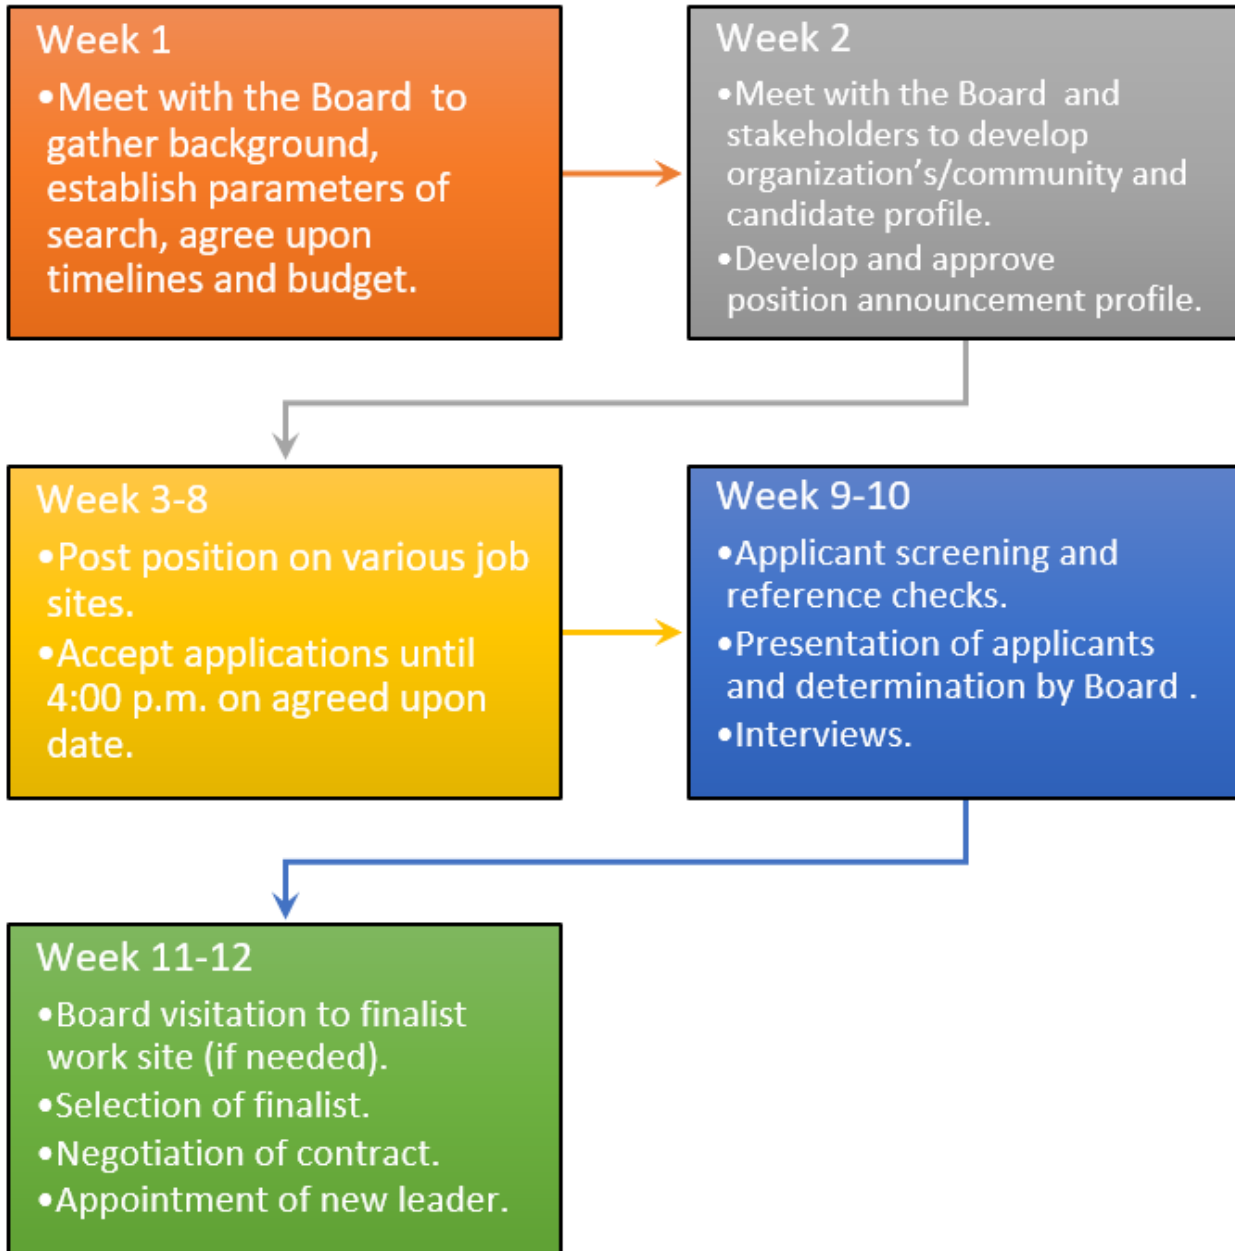 Week 1
•Meet with the Board  to
gather background,
establish parameters of
search, agree upon
timelines and budget.
Week 2
•Meet with the Board  and
stakeholders to develop
organization’s/community and
candidate profile.
•Develop and approve
position announcement profile.
Week 3-8
•Post position on various job
sites.
•Accept applications until
4:00 p.m. on agreed upon
date.
Week 9-10
•Applicant screening and
reference checks.
•Presentation of applicants
and determination by Board .
•Interviews.
Week 11-12
•Board visitation to finalist
work site (if needed).
•Selection of finalist.
•Negotiation of contract.
•Appointment of new leader.